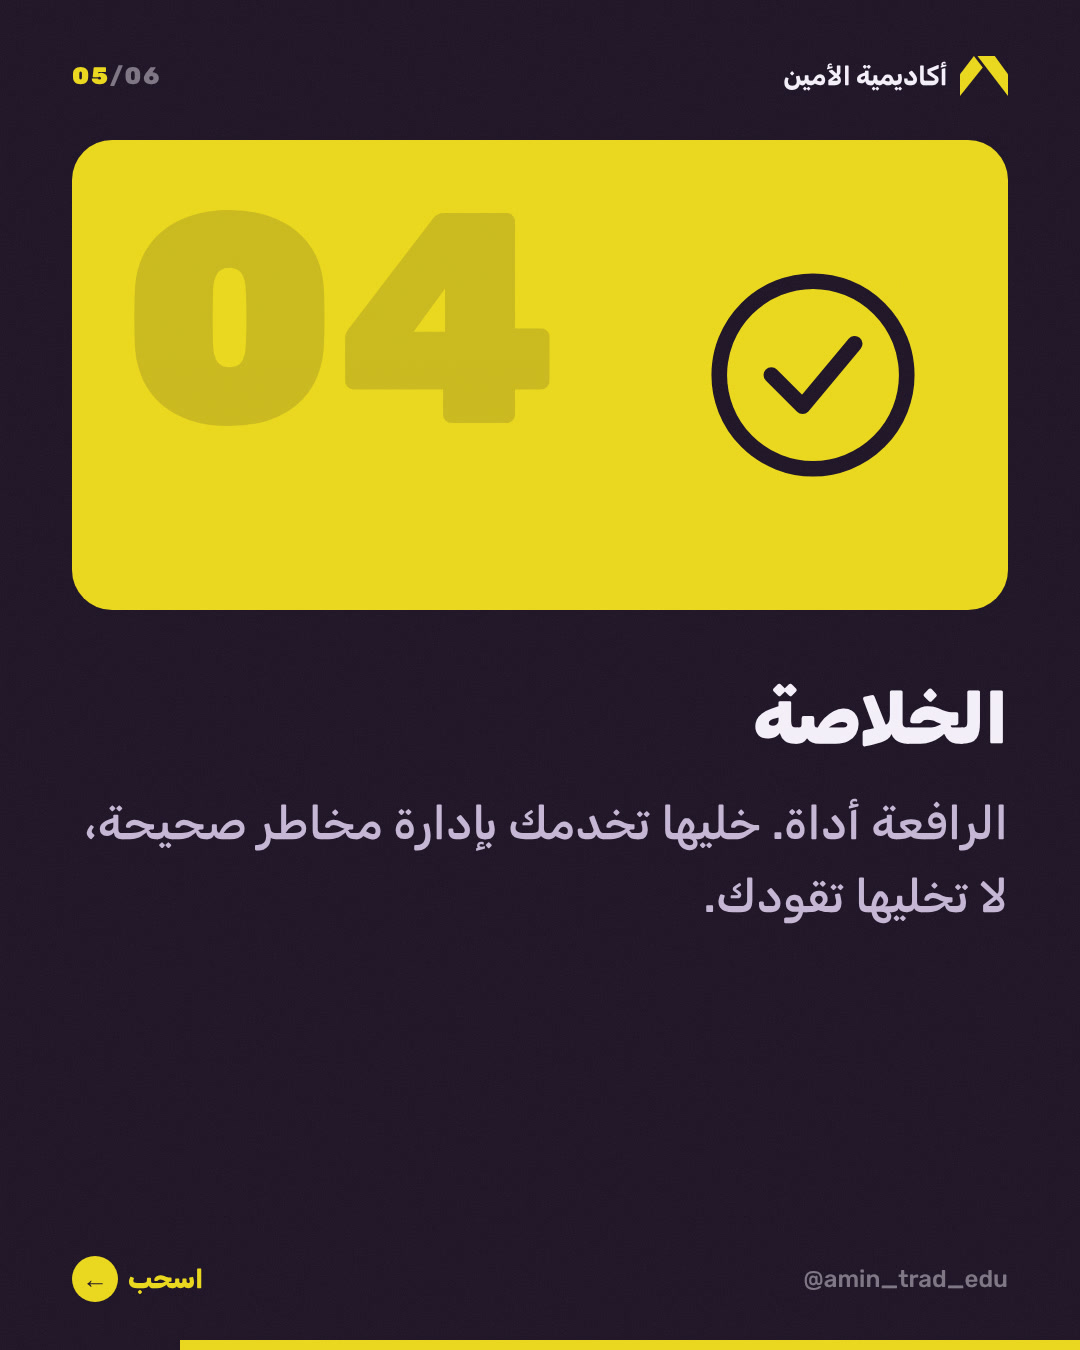 أكاديمية الأمين
05/06
04
الخلاصة
الرافعة أداة. خليها تخدمك بإدارة مخاطر صحيحة،
لا تخليها تقودك.
@amin_trad_edu
اسحب ←